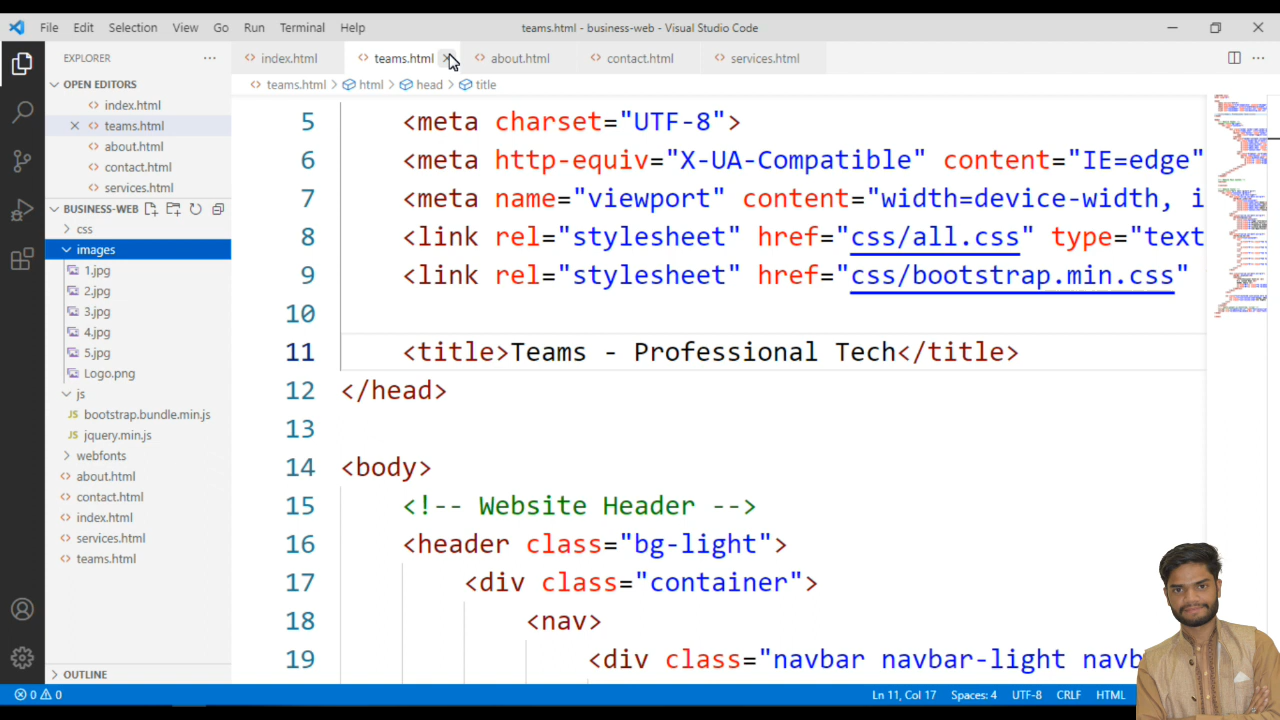 File Edit Selection View Go Run Terminal Help
teams.html - business-web - Visual Studio Code
EXPLORER
OPEN EDITORS
index.html
teams.html
about.html
contact.html
services.html
BUSINESS-WEB
css
images
1.jpg
2.jpg
3.jpg
4.jpg
5.jpg
Logo.png
js
JS bootstrap.bundle.min.js
JS jquery.min.js
webfonts
about.html
contact.html
index.html
services.html
teams.html
OUTLINE
index.html teams.html about.html contact.html services.html
teams.html > html > head > title
5 <meta charset="UTF-8">
6 <meta http-equiv="X-UA-Compatible" content="IE=edge"
7 <meta name="viewport" content="width=device-width, i
8 <link rel="stylesheet" href="css/all.css" type="text
9 <link rel="stylesheet" href="css/bootstrap.min.css"
10
11 <title>Teams - Professional Tech</title>
12 </head>
13
14 <body>
15 <!-- Website Header -->
16 <header class="bg-light">
17 <div class="container">
18 <nav>
19 <div class="navbar navbar-light navb
0 0 Ln 11, Col 17 Spaces: 4 UTF-8 CRLF HTML